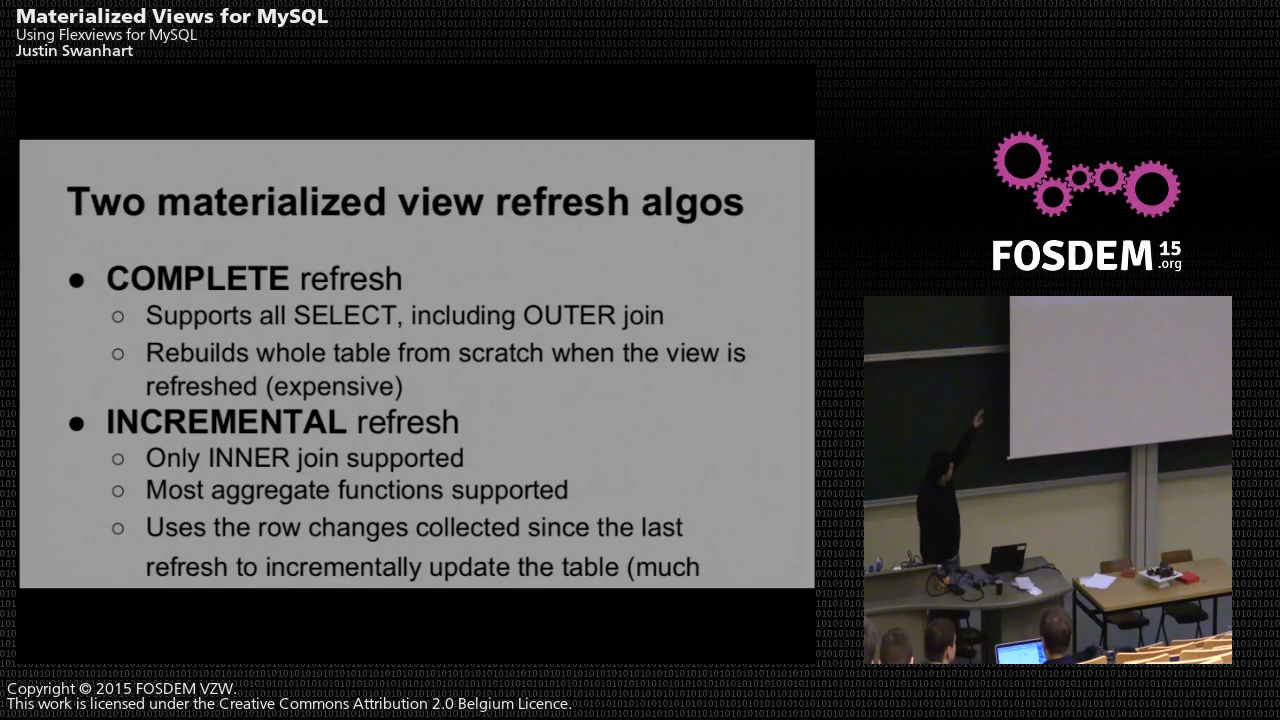 Materialized Views for MySQL
Using Flexviews for MySQL
Justin Swanhart
Two materialized view refresh algos
● COMPLETE refresh
○ Supports all SELECT, including OUTER join
○ Rebuilds whole table from scratch when the view is
refreshed (expensive)
● INCREMENTAL refresh
○ Only INNER join supported
○ Most aggregate functions supported
○ Uses the row changes collected since the last
refresh to incrementally update the table (much
FOSDEM 15
.org
Copyright © 2015 FOSDEM VZW.
This work is licensed under the Creative Commons Attribution 2.0 Belgium Licence.